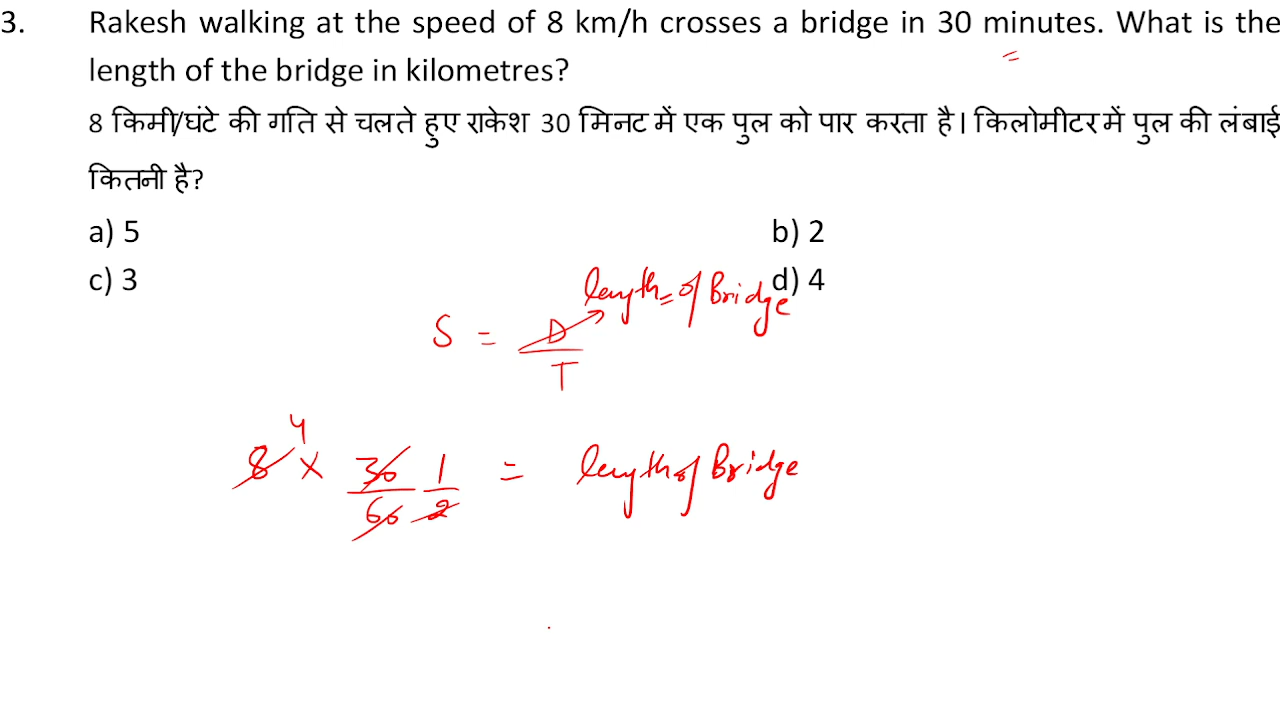 3. Rakesh walking at the speed of 8 km/h crosses a bridge in 30 minutes. What is the
length of the bridge in kilometres?
8 किमी/घंटे की गति से चलते हुए राकेश 30 मिनट में एक पुल को पार करता है। किलोमीटर में पुल की लंबाई
कितनी है?
a) 5 b) 2
c) 3 d) 4
length of Bridge
S = D
T
4
8 × 30 1 = length of Bridge
60 2